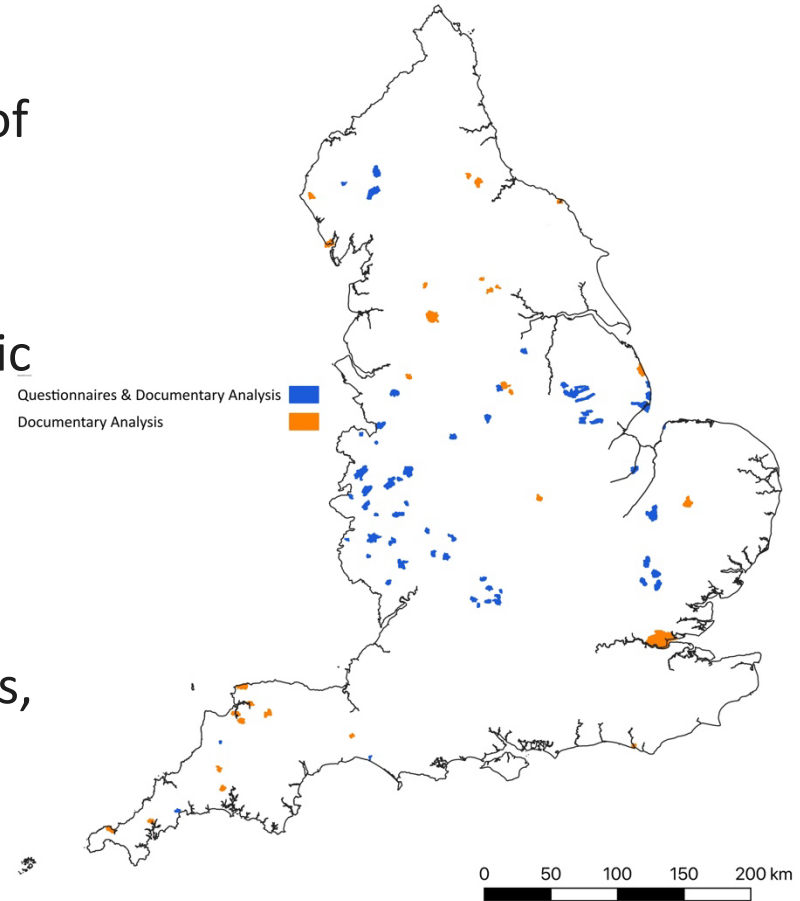 of
ic
Questionnaires & Documentary Analysis
Documentary Analysis
s,
0 50 100 150 200 km